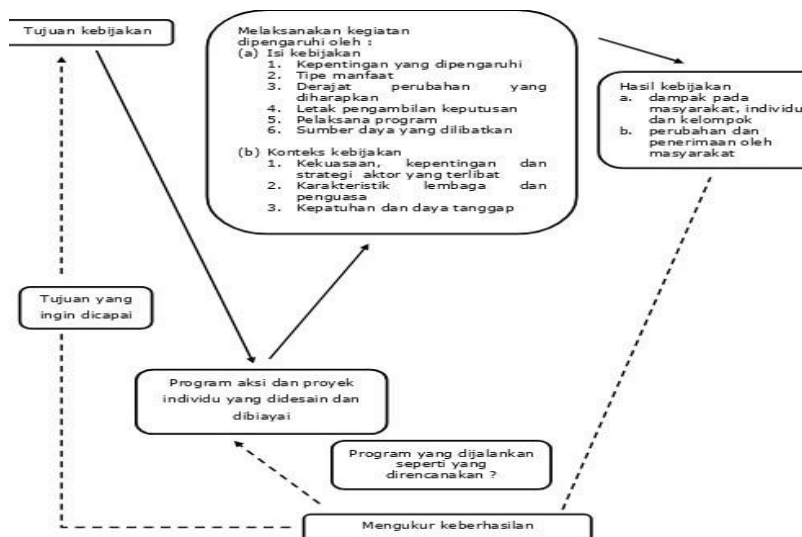 Tujuan kebijakan
Melaksanakan kegiatan
dipengaruhi oleh :
(a) Isi kebijakan
1. Kepentingan yang dipengaruhi
2. Tipe manfaat
3. Derajat perubahan yang
diharapkan
4. Letak pengambilan keputusan
5. Pelaksana program
6. Sumber daya yang dilibatkan
(b) Konteks kebijakan
1. Kekuasaan, kepentingan dan
strategi aktor yang terlibat
2. Karakteristik lembaga dan
penguasa
3. Kepatuhan dan daya tanggap
Hasil kebijakan
a. dampak pada
masyarakat, individu
dan kelompok
b. perubahan dan
penerimaan oleh
masyarakat
Tujuan yang
ingin dicapai
Program aksi dan proyek
individu yang didesain dan
dibiayai
Program yang dijalankan
seperti yang
direncanakan ?
Mengukur keberhasilan